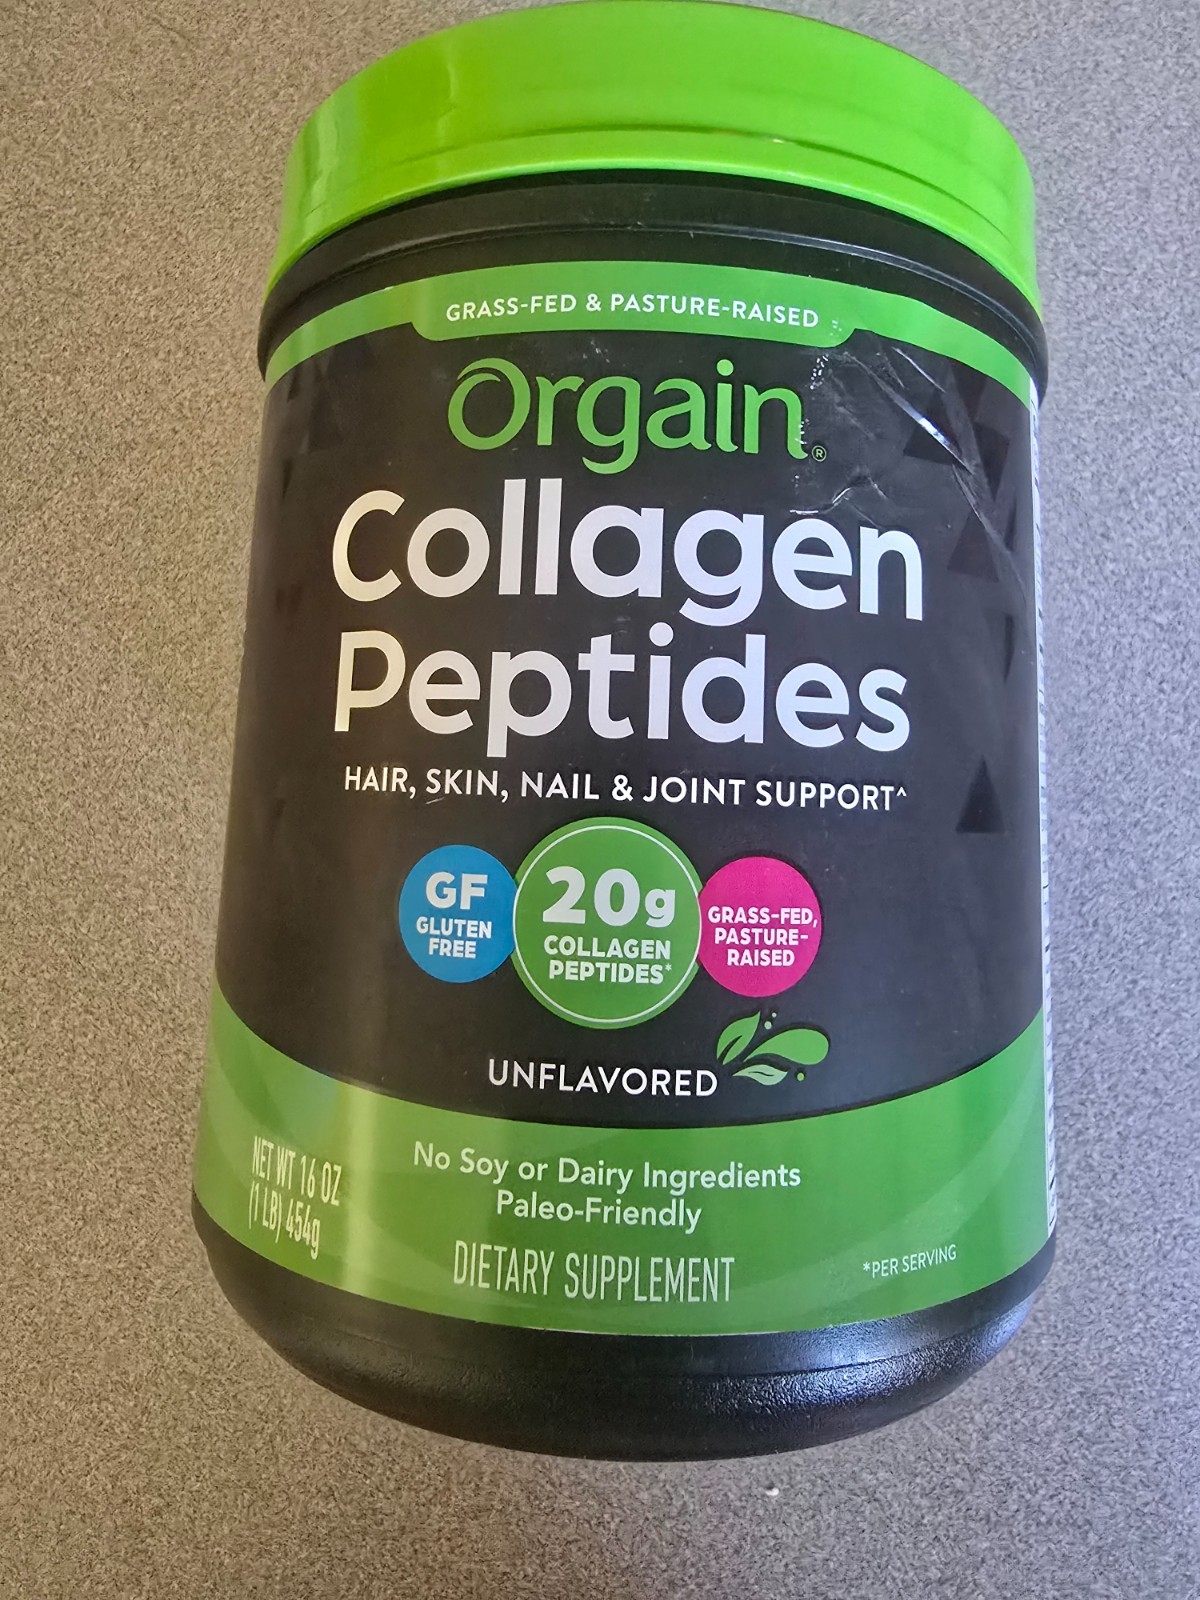 GRASS-FED & PASTURE-RAISED
Orgain®
Collagen
Peptides
HAIR, SKIN, NAIL & JOINT SUPPORT^
GF
GLUTEN
FREE
20g
COLLAGEN
PEPTIDES*
GRASS-FED,
PASTURE-
RAISED
UNFLAVORED
NET WT 16 OZ
(1 LB) 454g
No Soy or Dairy Ingredients
Paleo-Friendly
DIETARY SUPPLEMENT
*PER SERVING